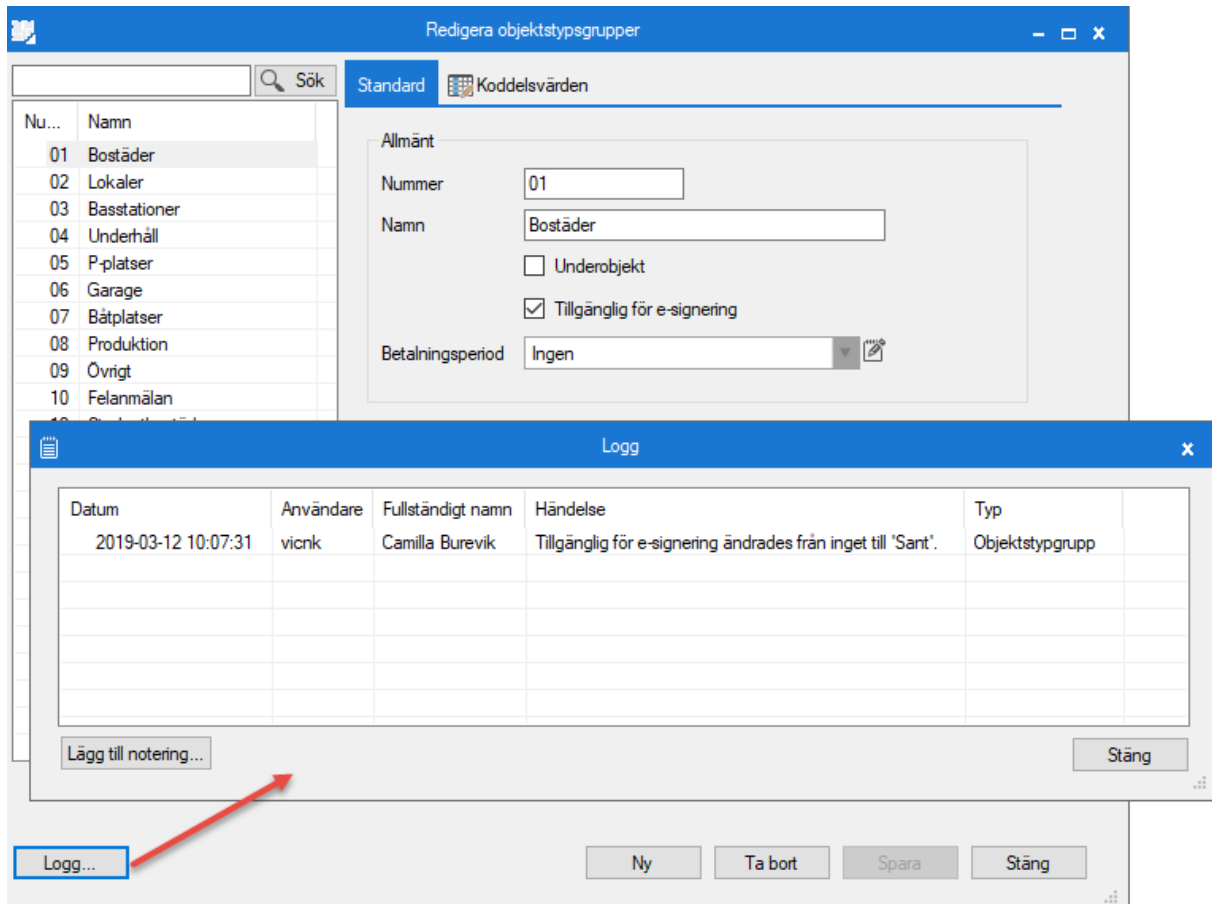 Redigera objektstypsgrupper
Sök
Standard
Koddelsvärden
Nu... Namn
01 Bostäder
02 Lokaler
03 Basstationer
04 Underhåll
05 P-platser
06 Garage
07 Båtplatser
08 Produktion
09 Övrigt
10 Felanmälan
Allmänt
Nummer 01
Namn Bostäder
Underobjekt
Tillgänglig för e-signering
Betalningsperiod Ingen
Logg
Datum Användare Fullständigt namn Händelse Typ
2019-03-12 10:07:31 vicnk Camilla Burevik Tillgänglig för e-signering ändrades från inget till 'Sant'. Objektstypgrupp
Lägg till notering...
Stäng
Logg...
Ny
Ta bort
Spara
Stäng